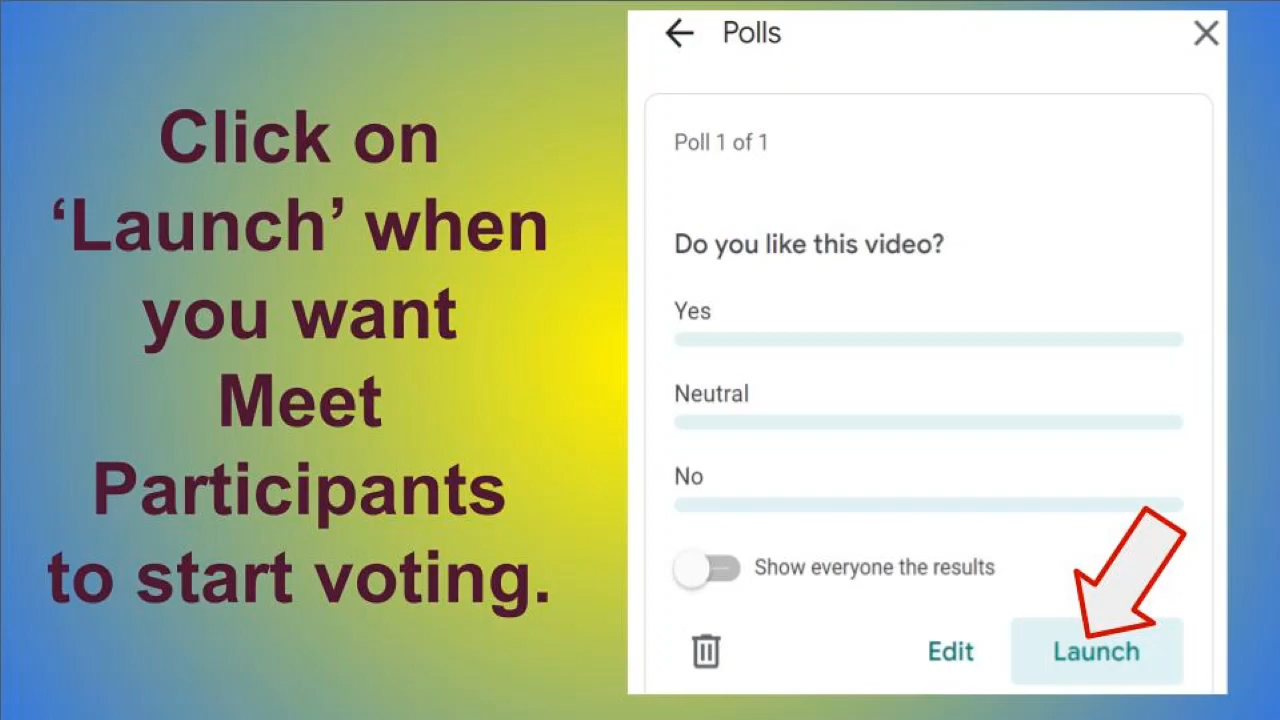 Click on
‘Launch’ when
you want
Meet
Participants
to start voting.
Polls
Poll 1 of 1
Do you like this video?
Yes
Neutral
No
Show everyone the results
Edit
Launch